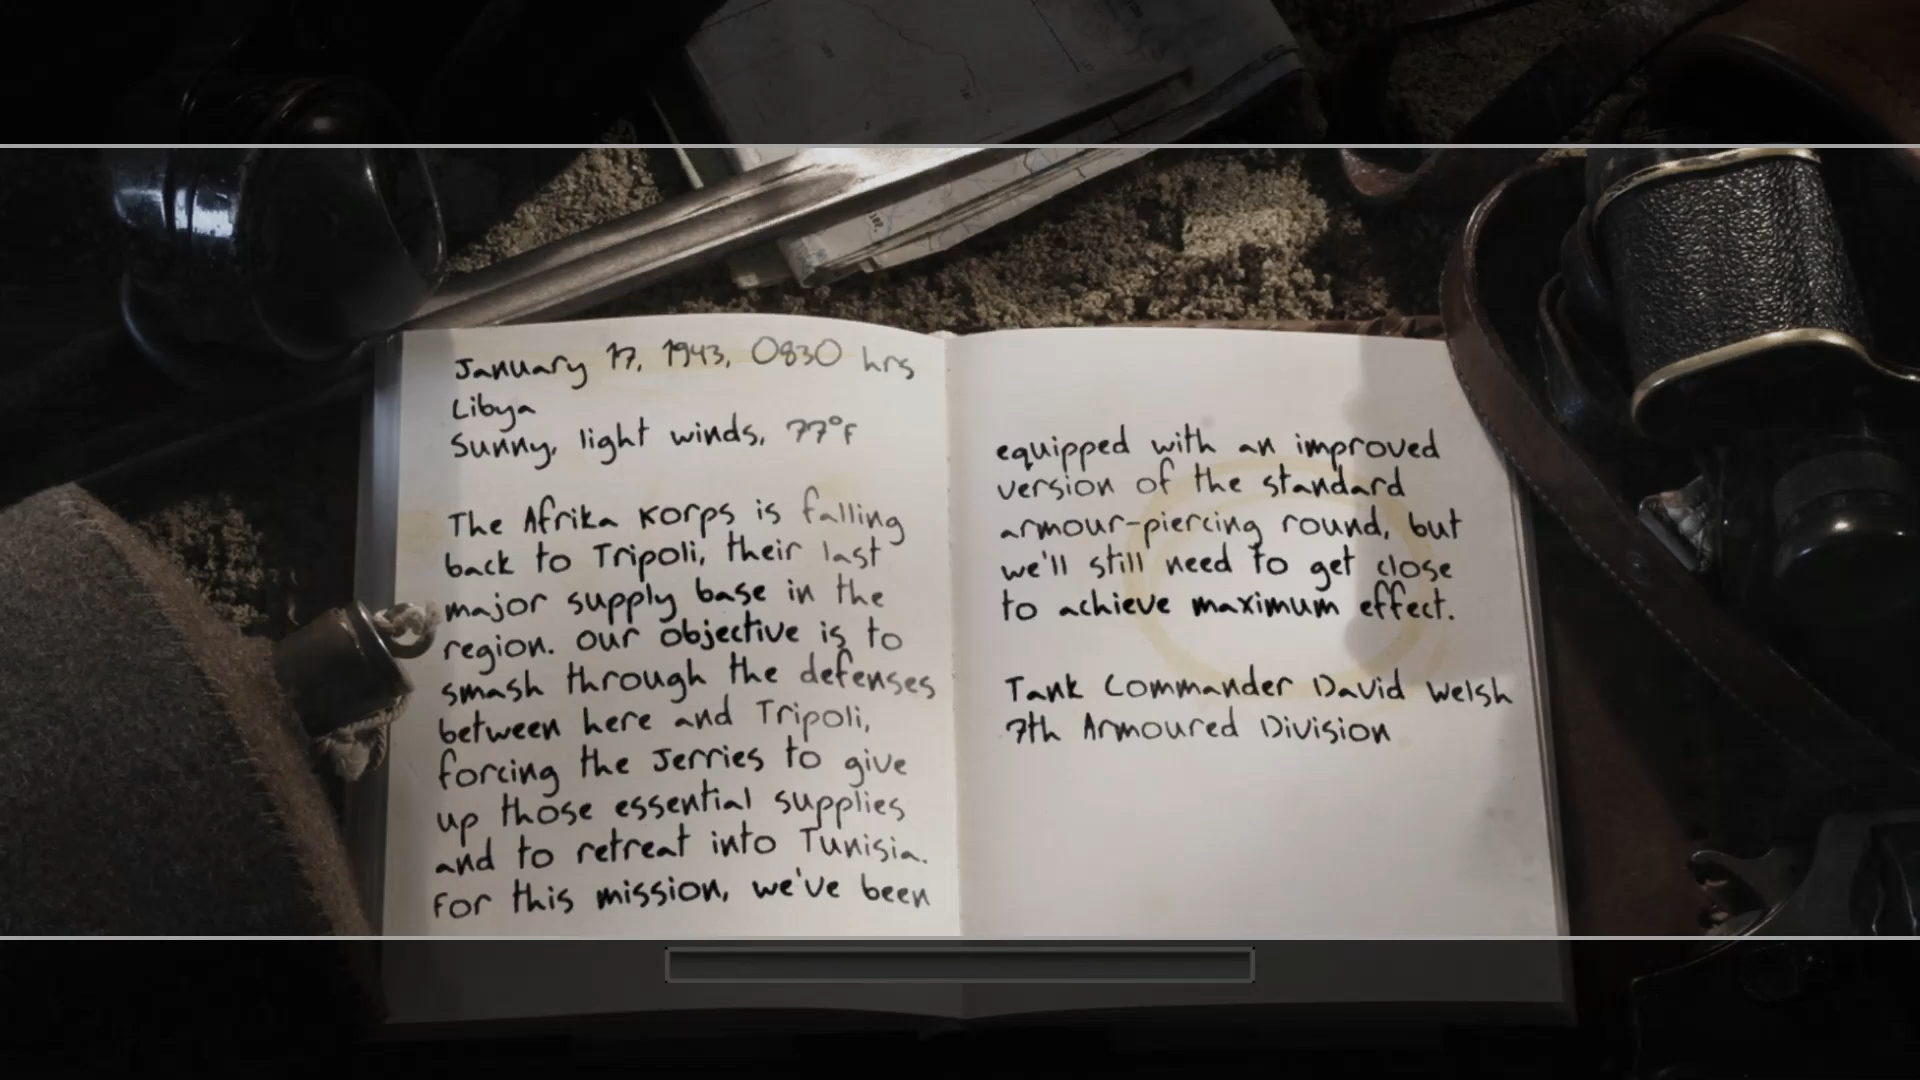 January 17, 1943, 0830 hrs
Libya
Sunny, light winds, 77°F
The Afrika Korps is falling
back to Tripoli, their last
major supply base in the
region. Our objective is to
smash through the defenses
between here and Tripoli,
forcing the Jerries to give
up those essential supplies
and to retreat into Tunisia.
For this mission, we've been
equipped with an improved
version of the standard
armour-piercing round, but
we'll still need to get close
to achieve maximum effect.
Tank Commander David Welsh
7th Armoured Division